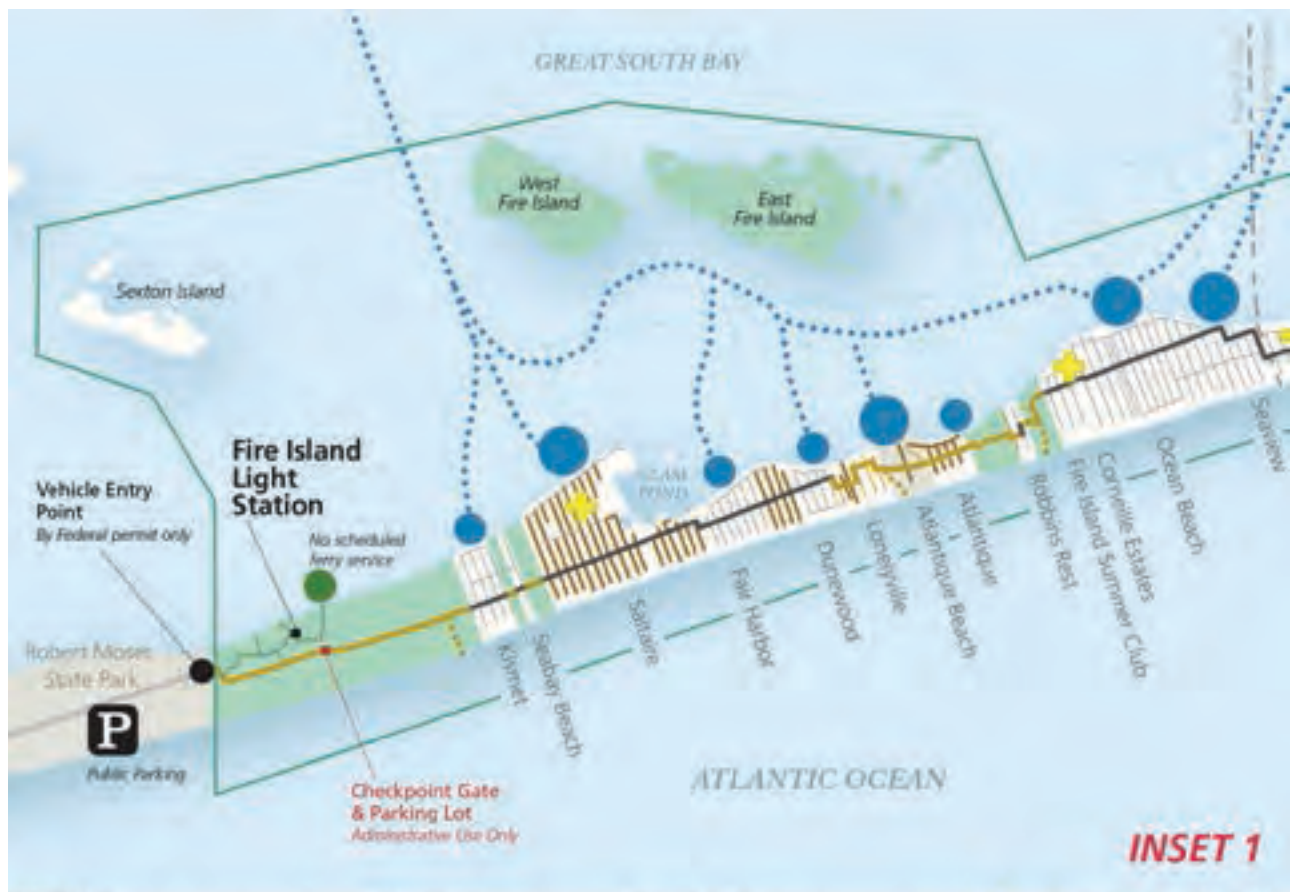 GREAT SOUTH BAY
West
Fire Island
East
Fire Island
Sexton Island
Fire Island
Light
Station
Vehicle Entry
Point
By Federal permit only
No scheduled
ferry service
CLAM
POND
Robert Moses
State Park
P
Public Parking
Checkpoint Gate
& Parking Lot
Administrative Use Only
Kismet
Seabay Beach
Saltaire
Fair Harbor
Dunewood
Lonelyville
Atlantique Beach
Atlantique
Robbins Rest
Fire Island Summer Club
Corneille Estates
Ocean Beach
Seaview
ATLANTIC OCEAN
INSET 1